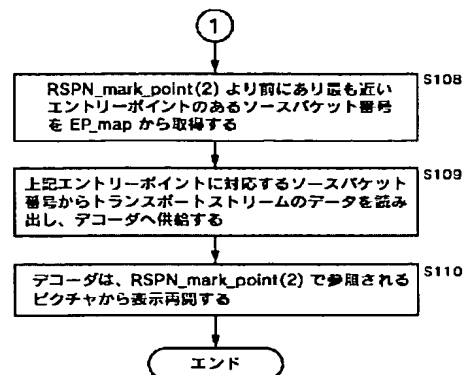 1
RSPN_mark_point(2) より前にあり最も近い
エントリーポイントのあるソースパケット番号
を EP_map から取得する
S108
上記エントリーポイントに対応するソースパケット
番号からトランスポートストリームのデータを読み
出し、デコーダへ供給する
S109
デコーダは、RSPN_mark_point(2) で参照される
ピクチャから表示再開する
S110
エンド